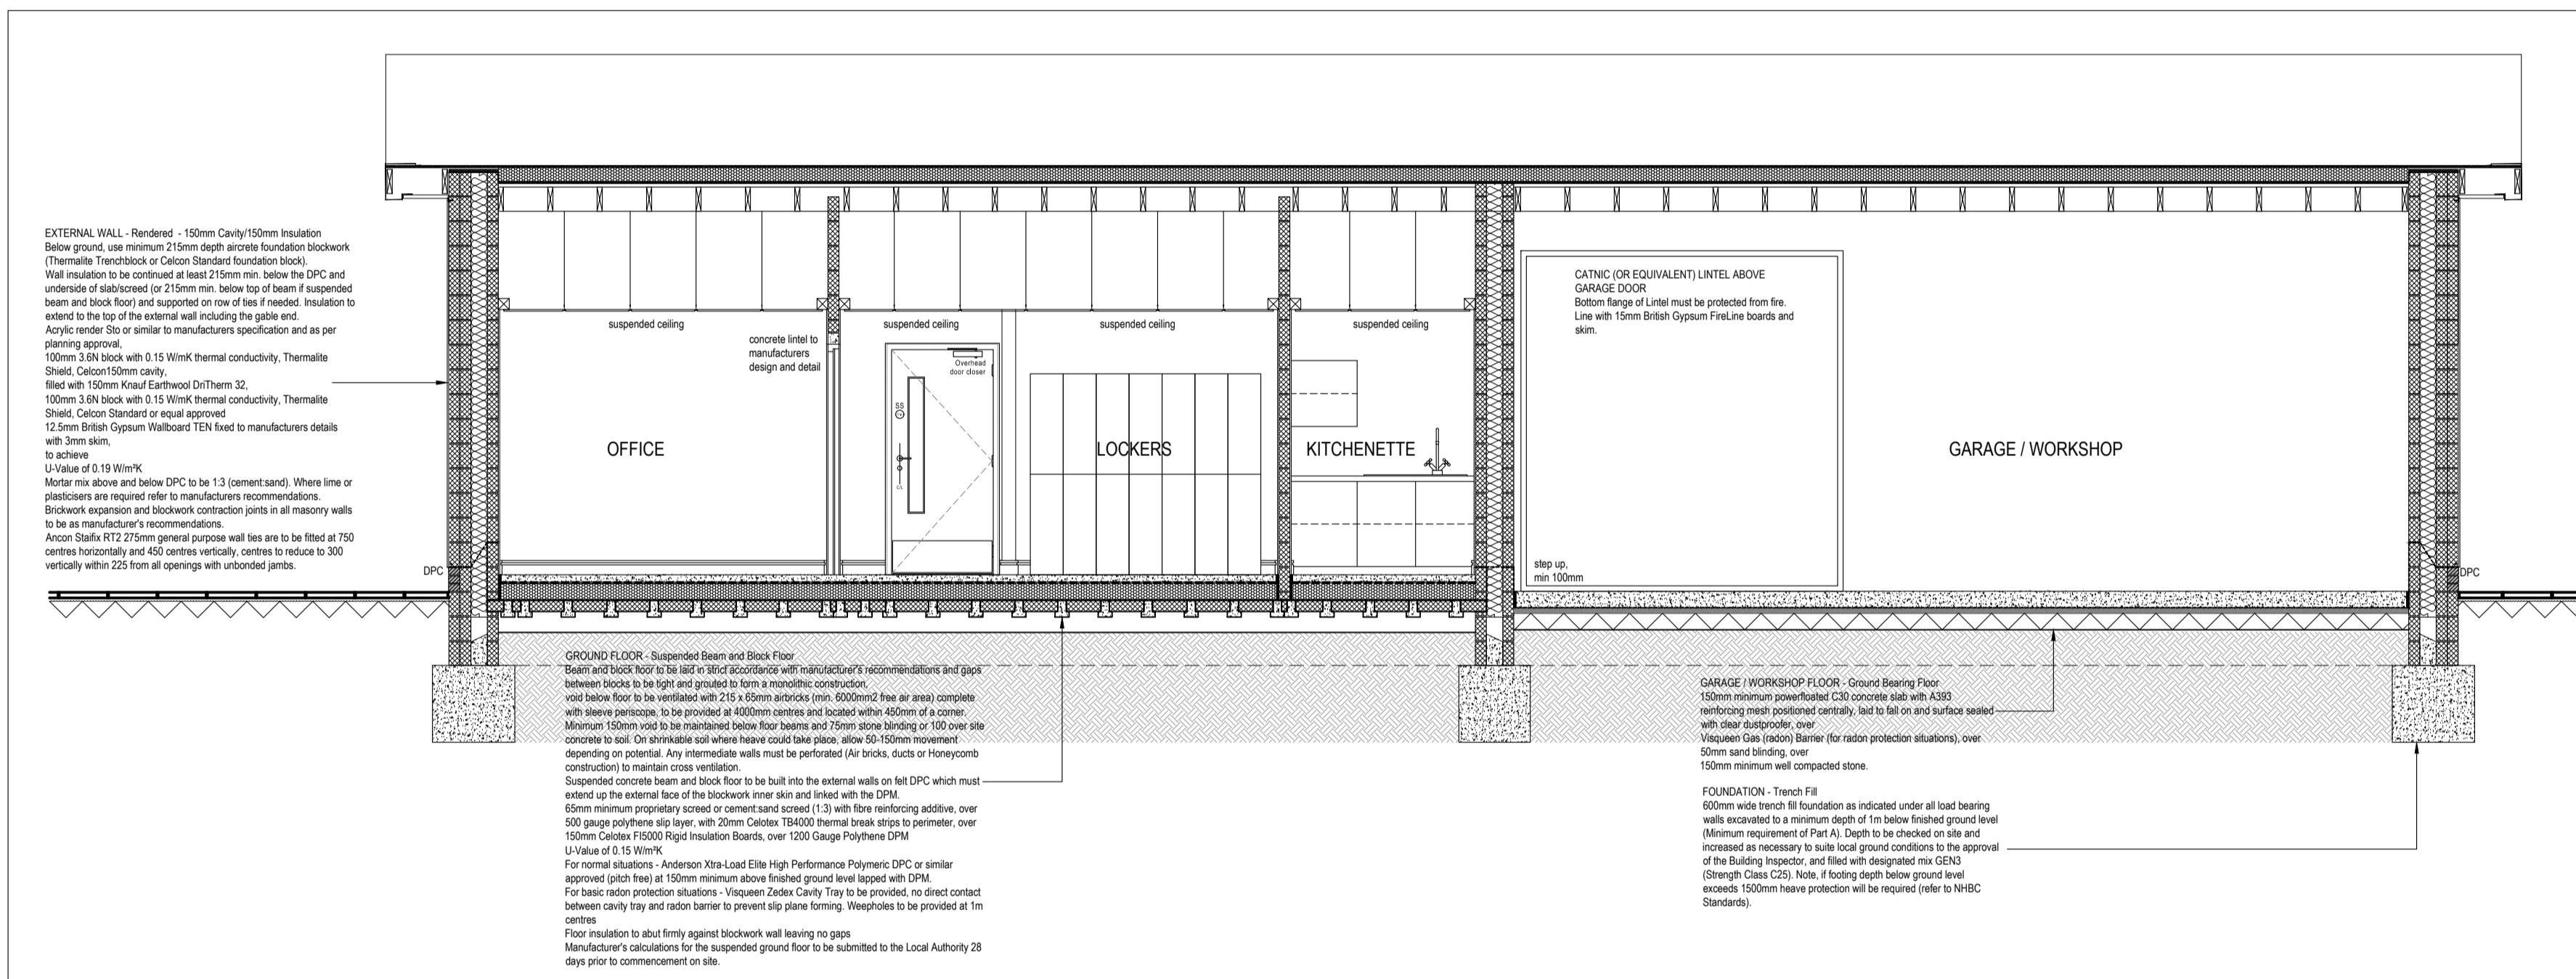 EXTERNAL WALL - Rendered - 150mm Cavity/150mm Insulation
Below ground, use minimum 215mm depth aircrete foundation blockwork
(Thermalite Trenchblock or Celcon Standard foundation block).
Wall insulation to be continued at least 215mm min. below the DPC and
underside of slab/screed (or 215mm min. below top of beam if suspended
beam and block floor) and supported on row of ties if needed. Insulation to
extend to the top of the external wall including the gable end.
Acrylic render Sto or similar to manufacturers specification and as per
planning approval,
100mm 3.6N block with 0.15 W/mK thermal conductivity, Thermalite
Shield, Celcon150mm cavity,
filled with 150mm Knauf Earthwool DriTherm 32,
100mm 3.6N block with 0.15 W/mK thermal conductivity, Thermalite
Shield, Celcon Standard or equal approved
12.5mm British Gypsum Wallboard TEN fixed to manufacturers details
with 3mm skim,
to achieve
U-Value of 0.19 W/m²K
Mortar mix above and below DPC to be 1:3 (cement:sand). Where lime or
plasticisers are required refer to manufacturers recommendations.
Brickwork expansion and blockwork contraction joints in all masonry walls
to be as manufacturer's recommendations.
Ancon Staifix RT2 275mm general purpose wall ties are to be fitted at 750
centres horizontally and 450 centres vertically, centres to reduce to 300
vertically within 225 from all openings with unbonded jambs.
DPC
suspended ceiling
suspended ceiling
suspended ceiling
suspended ceiling
concrete lintel to
manufacturers
design and detail
Overhead
door closer
SS
C/L
OFFICE
LOCKERS
KITCHENETTE
CATNIC (OR EQUIVALENT) LINTEL ABOVE
GARAGE DOOR
Bottom flange of Lintel must be protected from fire.
Line with 15mm British Gypsum FireLine boards and
skim.
GARAGE / WORKSHOP
step up,
min 100mm
DPC
GROUND FLOOR - Suspended Beam and Block Floor
Beam and block floor to be laid in strict accordance with manufacturer's recommendations and gaps
between blocks to be tight and grouted to form a monolithic construction,
void below floor to be ventilated with 215 x 65mm airbricks (min. 6000mm2 free air area) complete
with sleeve periscope, to be provided at 4000mm centres and located within 450mm of a corner.
Minimum 150mm void to be maintained below floor beams and 75mm stone blinding or 100 over site
concrete to soil. On shrinkable soil where heave could take place, allow 50-150mm movement
depending on potential. Any intermediate walls must be perforated (Air bricks, ducts or Honeycomb
construction) to maintain cross ventilation.
Suspended concrete beam and block floor to be built into the external walls on felt DPC which must
extend up the external face of the blockwork inner skin and linked with the DPM.
65mm minimum proprietary screed or cement:sand screed (1:3) with fibre reinforcing additive, over
500 gauge polythene slip layer, with 20mm Celotex TB4000 thermal break strips to perimeter, over
150mm Celotex FI5000 Rigid Insulation Boards, over 1200 Gauge Polythene DPM
U-Value of 0.15 W/m²K
For normal situations - Anderson Xtra-Load Elite High Performance Polymeric DPC or similar
approved (pitch free) at 150mm minimum above finished ground level lapped with DPM.
For basic radon protection situations - Visqueen Zedex Cavity Tray to be provided, no direct contact
between cavity tray and radon barrier to prevent slip plane forming. Weepholes to be provided at 1m
centres
Floor insulation to abut firmly against blockwork wall leaving no gaps
Manufacturer's calculations for the suspended ground floor to be submitted to the Local Authority 28
days prior to commencement on site.
GARAGE / WORKSHOP FLOOR - Ground Bearing Floor
150mm minimum powerfloated C30 concrete slab with A393
reinforcing mesh positioned centrally, laid to fall on and surface sealed
with clear dustproofer, over
Visqueen Gas (radon) Barrier (for radon protection situations), over
50mm sand blinding, over
150mm minimum well compacted stone.
FOUNDATION - Trench Fill
600mm wide trench fill foundation as indicated under all load bearing
walls excavated to a minimum depth of 1m below finished ground level
(Minimum requirement of Part A). Depth to be checked on site and
increased as necessary to suite local ground conditions to the approval
of the Building Inspector, and filled with designated mix GEN3
(Strength Class C25). Note, if footing depth below ground level
exceeds 1500mm heave protection will be required (refer to NHBC
Standards).